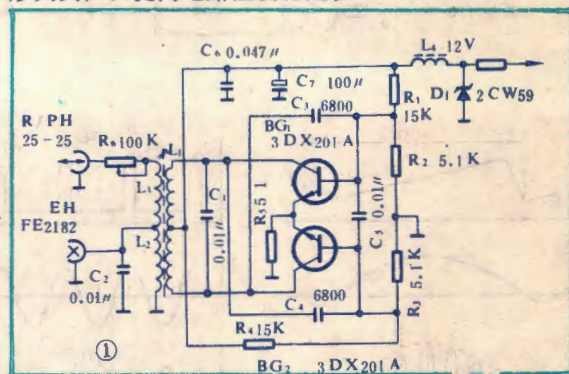 L₄ 12V
C₆ 0.047μ
C₇ 100μ
C₃ 6800
R₁
15K
D₁ 2CW59
R/PH
25-25
R₆ 100K
L₃
BG₁
3DX201A
R₂ 5.1K
EH
FE2182
L₁
L₂
C₁
0.01μ
R₅ 51
C₅ 0.01μ
C₂
0.01μ
C₄
6800
R₃ 5.1K
R₄ 15K
①
BG₂ 3DX201A